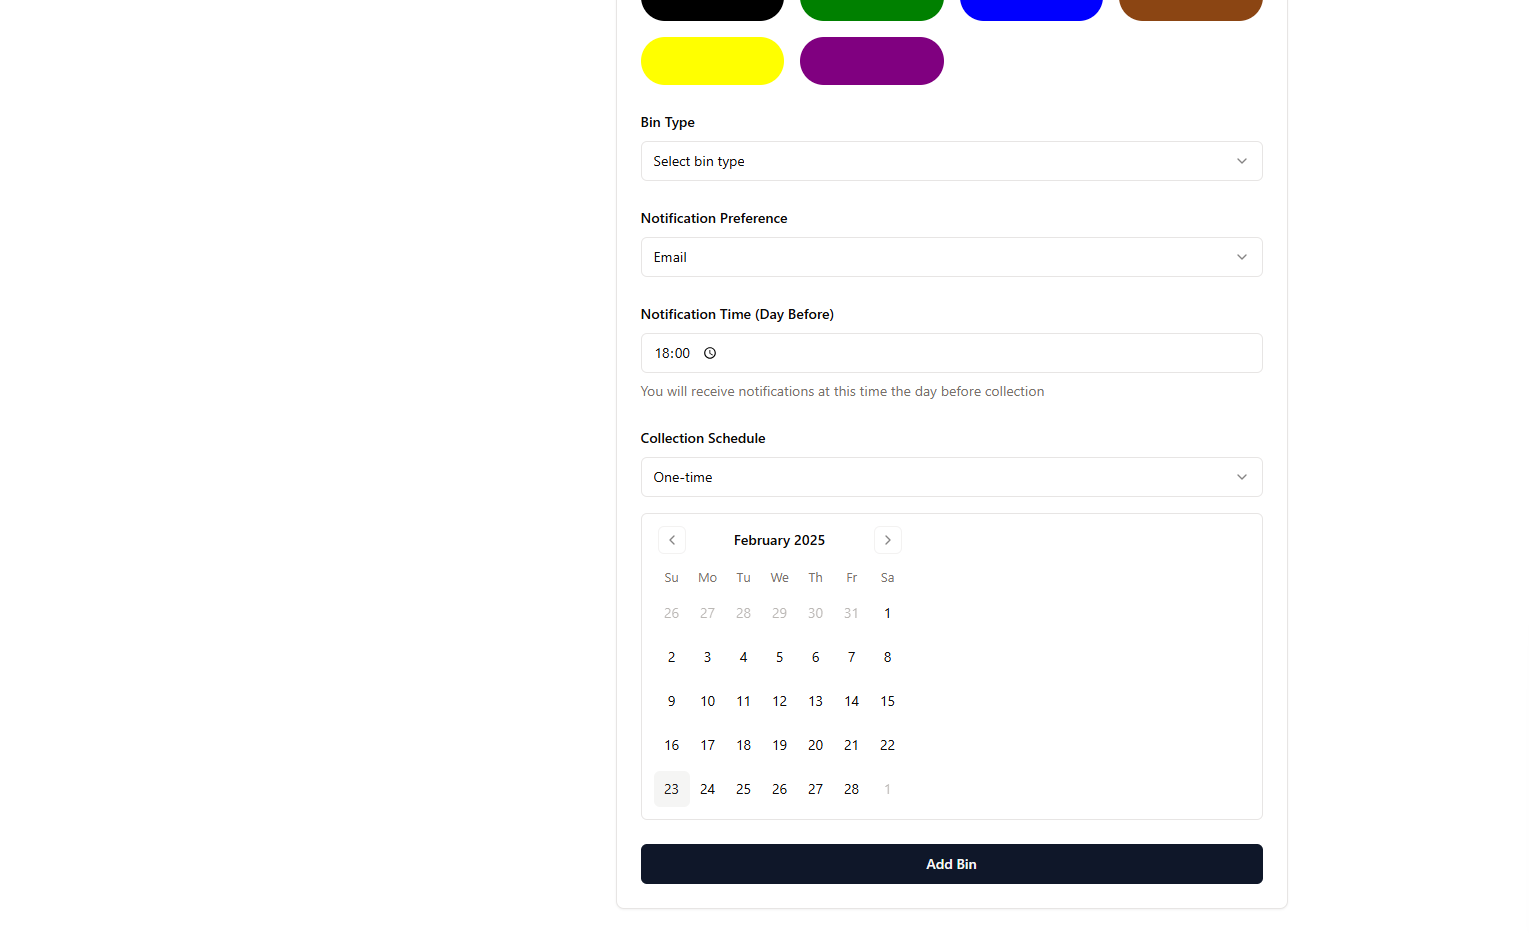 Bin Type
Select bin type
Notification Preference
Email
Notification Time (Day Before)
18:00
You will receive notifications at this time the day before collection
Collection Schedule
One-time
February 2025
Su Mo Tu We Th Fr Sa
26 27 28 29 30 31 1
2 3 4 5 6 7 8
9 10 11 12 13 14 15
16 17 18 19 20 21 22
23 24 25 26 27 28 1
Add Bin